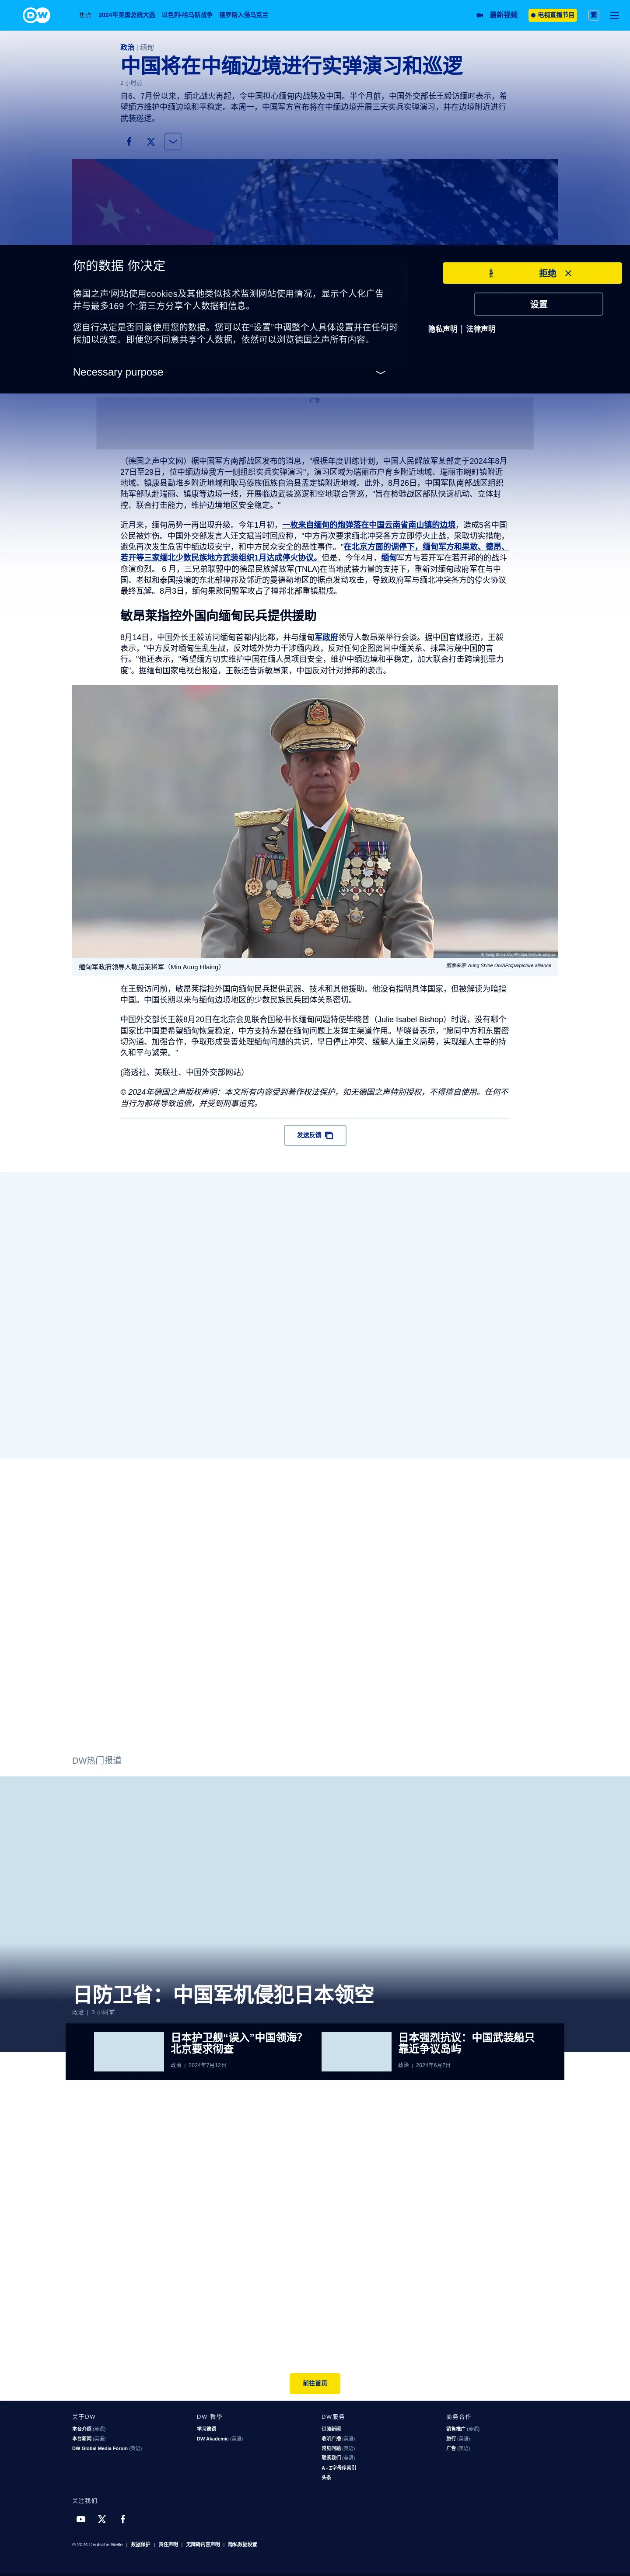 DW
焦点 2024年美国总统大选 以色列-哈马斯战争 俄罗斯入侵乌克兰 最新视频 电视直播节目 繁
政治 | 缅甸
中国将在中缅边境进行实弹演习和巡逻
2 小时前
自6、7月份以来，缅北战火再起，令中国担心缅甸内战殃及中国。半个月前，中国外交部长王毅访缅时表示，希
望缅方维护中缅边境和平稳定。本周一，中国军方宣布将在中缅边境开展三天实兵实弹演习，并在边境附近进行
武装巡逻。
你的数据 你决定
德国之声'网站使用cookies及其他类似技术监测网站使用情况，显示个人化广告
并与最多169 个;第三方分享个人数据和信息。
您自行决定是否同意使用您的数据。您可以在"设置"中调整个人具体设置并在任何时
候加以改变。即便您不同意共享个人数据，依然可以浏览德国之声所有内容。
Necessary purpose
拒绝
设置
隐私声明 | 法律声明
广告
（德国之声中文网）据中国军方南部战区发布的消息，"根据年度训练计划，中国人民解放军某部定于2024年8月
27日至29日，位中缅边境我方一侧组织实兵实弹演习"，演习区域为瑞丽市户育乡附近地域、瑞丽市畹町镇附近
地域、镇康县勐堆乡附近地域和耿马傣族佤族自治县孟定镇附近地域。此外，8月26日，中国军队南部战区组织
陆军部队赴瑞丽、镇康等边境一线，开展临边武装巡逻和空地联合警巡，"旨在检验战区部队快速机动、立体封
控、联合打击能力，维护边境地区安全稳定。"
近月来，缅甸局势一再出现升级。今年1月初，一枚来自缅甸的炮弹落在中国云南省南山镇的边境，造成5名中国
公民被炸伤。中国外交部发言人汪文斌当时回应称，"中方再次要求缅北冲突各方立即停火止战，采取切实措施，
避免再次发生危害中缅边境安宁，和中方民众安全的恶性事件。"在北京方面的调停下，缅甸军方和果敢、德昂、
若开等三家缅北少数民族地方武装组织1月达成停火协议。但是，今年4月，缅甸军方与若开军在若开邦的战斗
愈演愈烈。 6 月，三兄弟联盟中的德昂民族解放军(TNLA)在当地武装力量的支持下，重新对缅甸政府军在与中
国、老挝和泰国接壤的东北部掸邦及邻近的曼德勒地区的据点发动攻击，导致政府军与缅北冲突各方的停火协议
最终瓦解。8月3日，缅甸果敢同盟军攻占了掸邦北部重镇腊戌。
敏昂莱指控外国向缅甸民兵提供援助
8月14日，中国外长王毅访问缅甸首都内比都，并与缅甸军政府领导人敏昂莱举行会谈。据中国官媒报道，王毅
表示，"中方反对缅甸生乱生战，反对域外势力干涉缅内政，反对任何企图离间中缅关系、抹黑污蔑中国的言
行。"他还表示，"希望缅方切实维护中国在缅人员项目安全，维护中缅边境和平稳定，加大联合打击跨境犯罪力
度"。据缅甸国家电视台报道，王毅还告诉敏昂莱，中国反对针对掸邦的袭击。
缅甸军政府领导人敏昂莱将军（Min Aung Hlaing）
图像来源: Aung Shine Oo/AP/dpa/picture alliance
在王毅访问前，敏昂莱指控外国向缅甸民兵提供武器、技术和其他援助。他没有指明具体国家，但被解读为暗指
中国。中国长期以来与缅甸边境地区的少数民族民兵团体关系密切。
中国外交部长王毅8月20日在北京会见联合国秘书长缅甸问题特使毕晓普（Julie Isabel Bishop）时说，没有哪个
国家比中国更希望缅甸恢复稳定，中方支持东盟在缅甸问题上发挥主渠道作用。毕晓普表示，"愿同中方和东盟密
切沟通、加强合作，争取形成妥善处理缅甸问题的共识，早日停止冲突、缓解人道主义局势，实现缅人主导的持
久和平与繁荣。"
(路透社、美联社、中国外交部网站）
© 2024年德国之声版权声明：本文所有内容受到著作权法保护，如无德国之声特别授权，不得擅自使用。任何不
当行为都将导致追偿，并受到刑事追究。
发送反馈
DW热门报道
日防卫省：中国军机侵犯日本领空
政治 | 3 小时前
日本护卫舰“误入”中国领海？
北京要求彻查
政治 | 2024年7月12日
日本强烈抗议：中国武装船只
靠近争议岛屿
政治 | 2024年6月7日
前往首页
关于DW
本台介绍 (英语)
本台新闻 (英语)
DW Global Media Forum (英语)
DW 教學
学习德语
DW Akademie (英语)
DW服务
订阅新闻
收听广播 (英语)
常见问题 (英语)
联系我们 (英语)
A - Z字母序索引
头条
商务合作
销售推广 (英语)
旅行 (英语)
广告 (英语)
关注我们
© 2024 Deutsche Welle | 数据保护 | 责任声明 | 无障碍内容声明 | 隐私数据设置